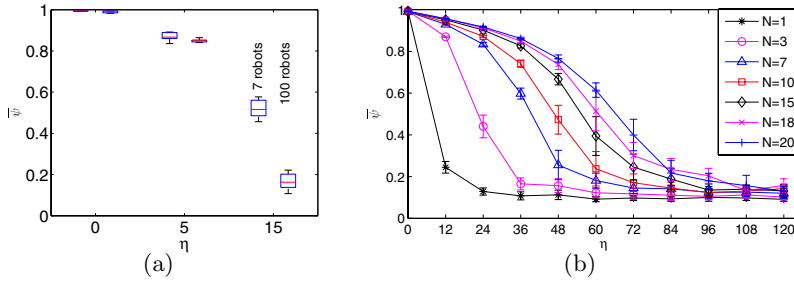 1
0.8
0.6
0.4
0.2
0
ψ
0
5
15
η
7 robots
100 robots
(a)
1
0.8
0.6
0.4
0.2
0
ψ
0
12
24
36
48
60
72
84
96
108
120
η
N=1
N=3
N=7
N=10
N=15
N=18
N=20
(b)